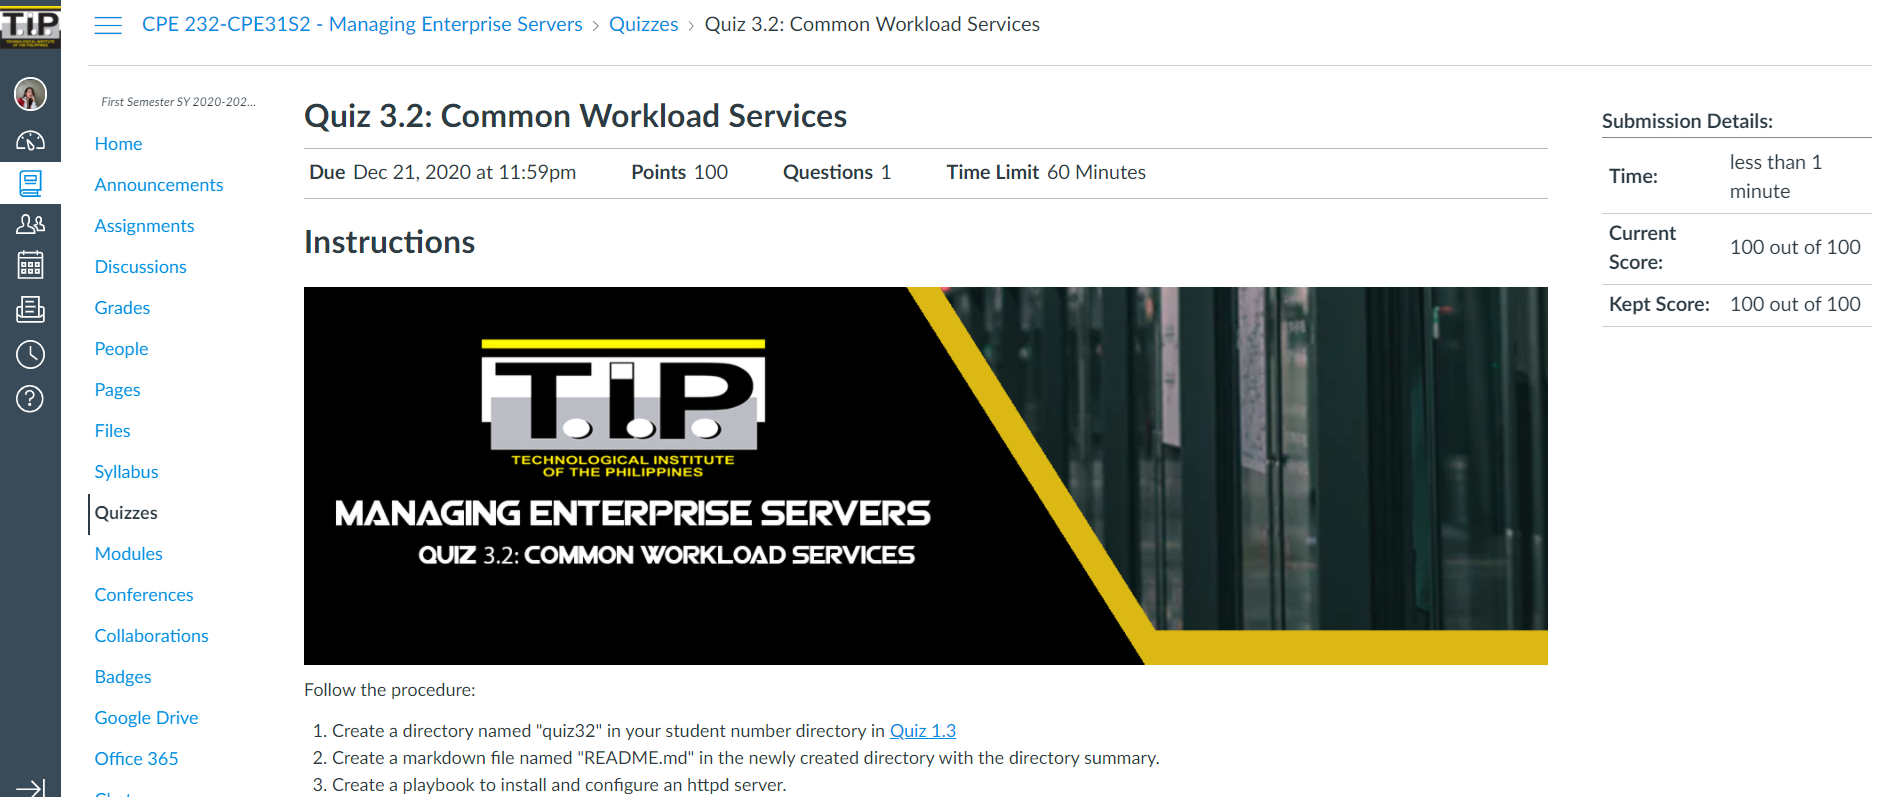 T.I.P.
TECHNOLOGICAL INSTITUTE
OF THE PHILIPPINES
CPE 232-CPE31S2 - Managing Enterprise Servers › Quizzes › Quiz 3.2: Common Workload Services
First Semester SY 2020-202...
Home
Announcements
Assignments
Discussions
Grades
People
Pages
Files
Syllabus
Quizzes
Modules
Conferences
Collaborations
Badges
Google Drive
Office 365
Quiz 3.2: Common Workload Services
Due Dec 21, 2020 at 11:59pm Points 100 Questions 1 Time Limit 60 Minutes
Instructions
T.I.P.
TECHNOLOGICAL INSTITUTE
OF THE PHILIPPINES
MANAGING ENTERPRISE SERVERS
QUIZ 3.2: COMMON WORKLOAD SERVICES
Follow the procedure:
1. Create a directory named "quiz32" in your student number directory in Quiz 1.3
2. Create a markdown file named "README.md" in the newly created directory with the directory summary.
3. Create a playbook to install and configure an httpd server.
Submission Details:
Time: less than 1
minute
Current
Score: 100 out of 100
Kept Score: 100 out of 100